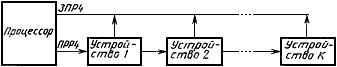 Процессор
ЗПР4
ПРР4
Устрой-
ство 1
Устрой-
ство 2
Устрой-
ство К